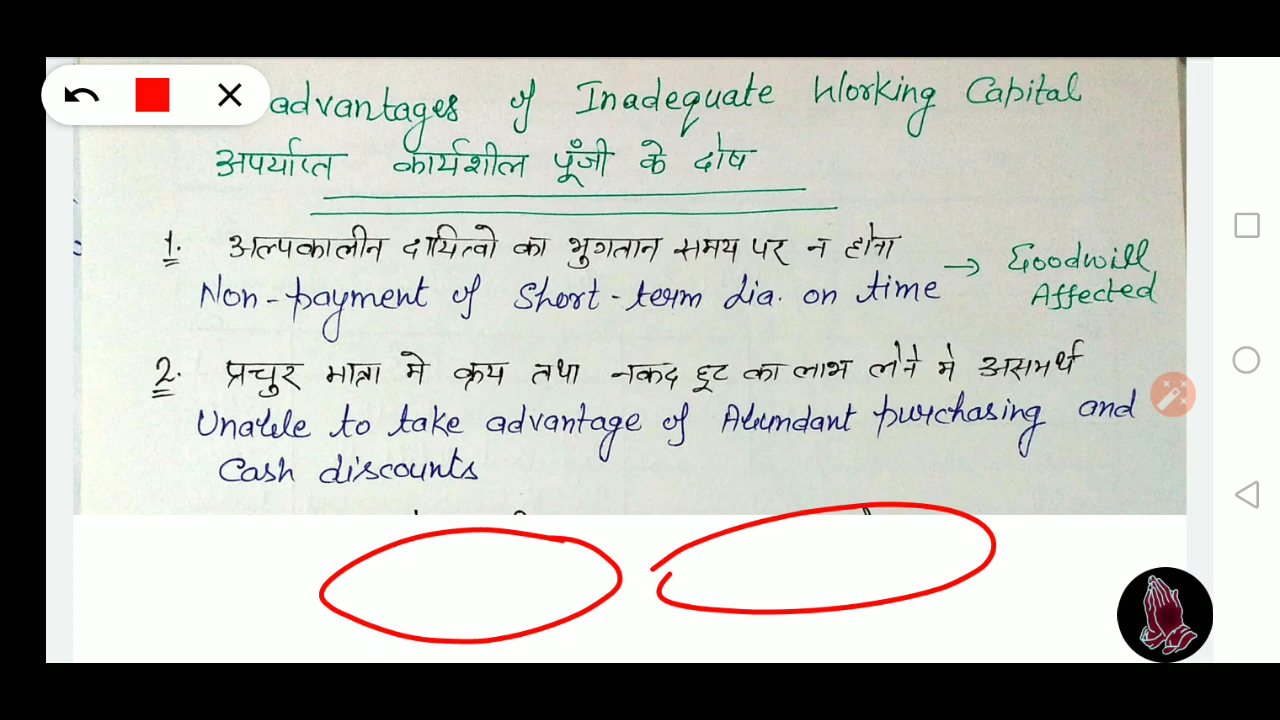 advantages of Inadequate Working Capital
अपर्याप्त कार्यशील पूँजी के दोष
1. अल्पकालीन दायित्वो का भुगतान समय पर न होना
Non-payment of Short-term Lia. on time → Goodwill Affected
2. प्रचुर मात्रा मे क्रय तथा नकद छूट का लाभ लेने मे असमर्थ
Unable to take advantage of Abundant purchasing and
Cash discounts